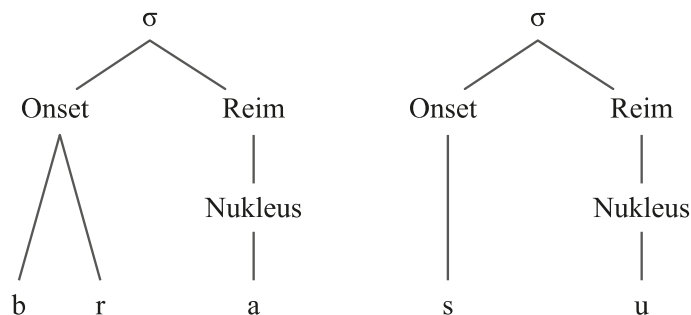 σ σ
Onset Reim Onset Reim
Nukleus Nukleus
b r a s u